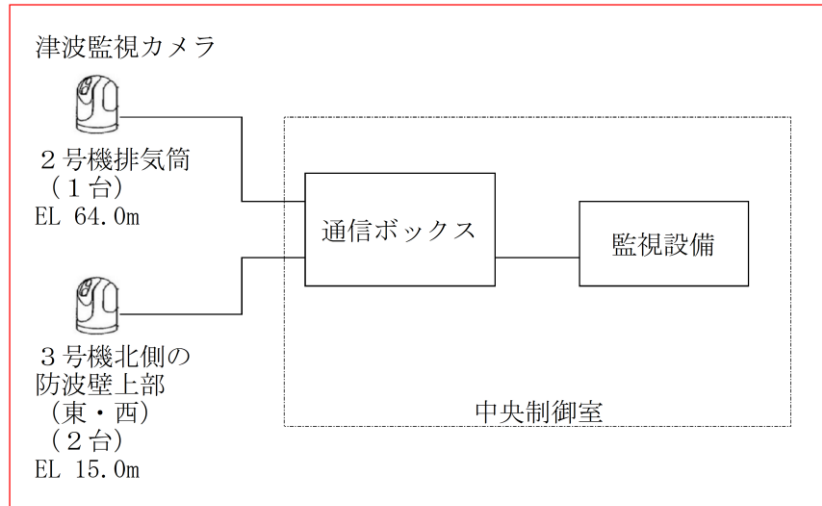 津波監視カメラ
２号機排気筒
（１台）
EL 64.0m
通信ボックス
監視設備
３号機北側の
防波壁上部
（東・西）
（２台）
EL 15.0m
中央制御室